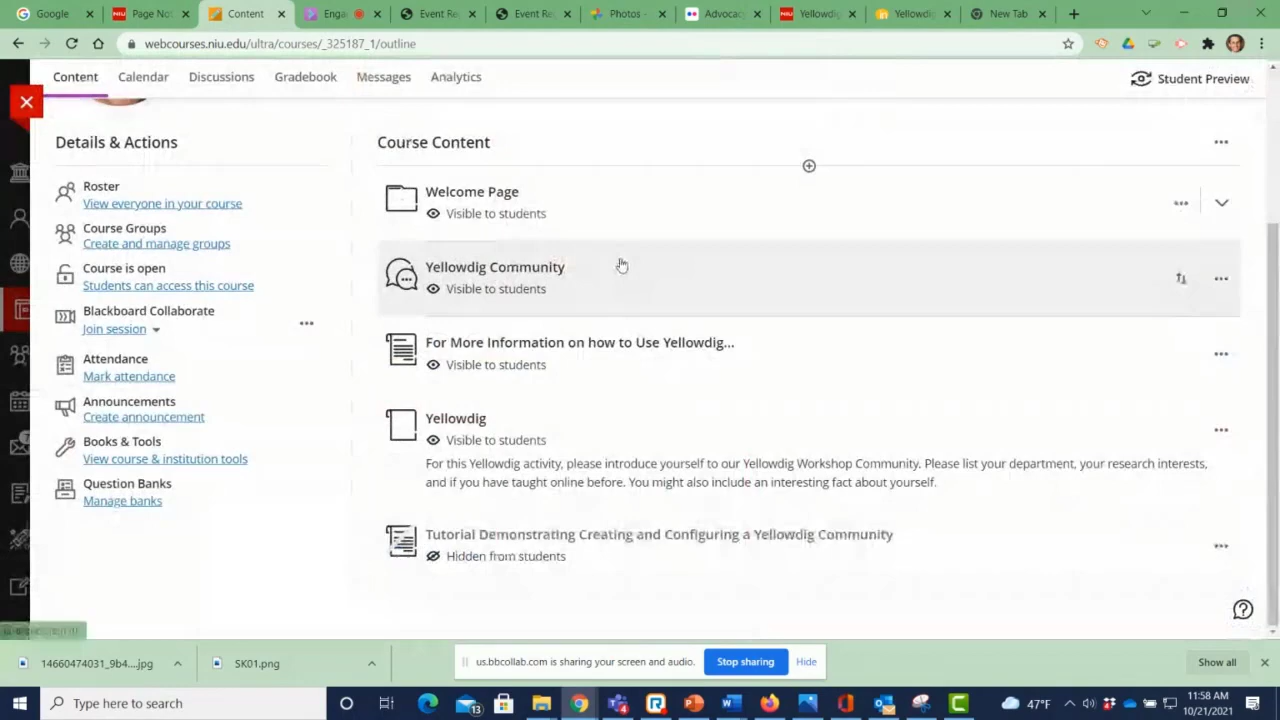 Google
Page Not
Content
Enga
Event Re
Event Re
Photos -
Advocac
Yellowdig
Yellowdig
New Tab
webcourses.niu.edu/ultra/courses/_325187_1/outline
Content
Calendar
Discussions
Gradebook
Messages
Analytics
Student Preview
Details & Actions
Roster
View everyone in your course
Course Groups
Create and manage groups
Course is open
Students can access this course
Blackboard Collaborate
Join session
Attendance
Mark attendance
Announcements
Create announcement
Books & Tools
View course & institution tools
Question Banks
Manage banks
Course Content
Welcome Page
Visible to students
Yellowdig Community
Visible to students
For More Information on how to Use Yellowdig...
Visible to students
Yellowdig
Visible to students
For this Yellowdig activity, please introduce yourself to our Yellowdig Workshop Community. Please list your department, your research interests,
and if you have taught online before. You might also include an interesting fact about yourself.
Tutorial Demonstrating Creating and Configuring a Yellowdig Community
Hidden from students
14660474031_9b4....jpg
SK01.png
us.bbcollab.com is sharing your screen and audio.
Stop sharing
Hide
Show all
Type here to search
13
47°F
11:58 AM
10/21/2021